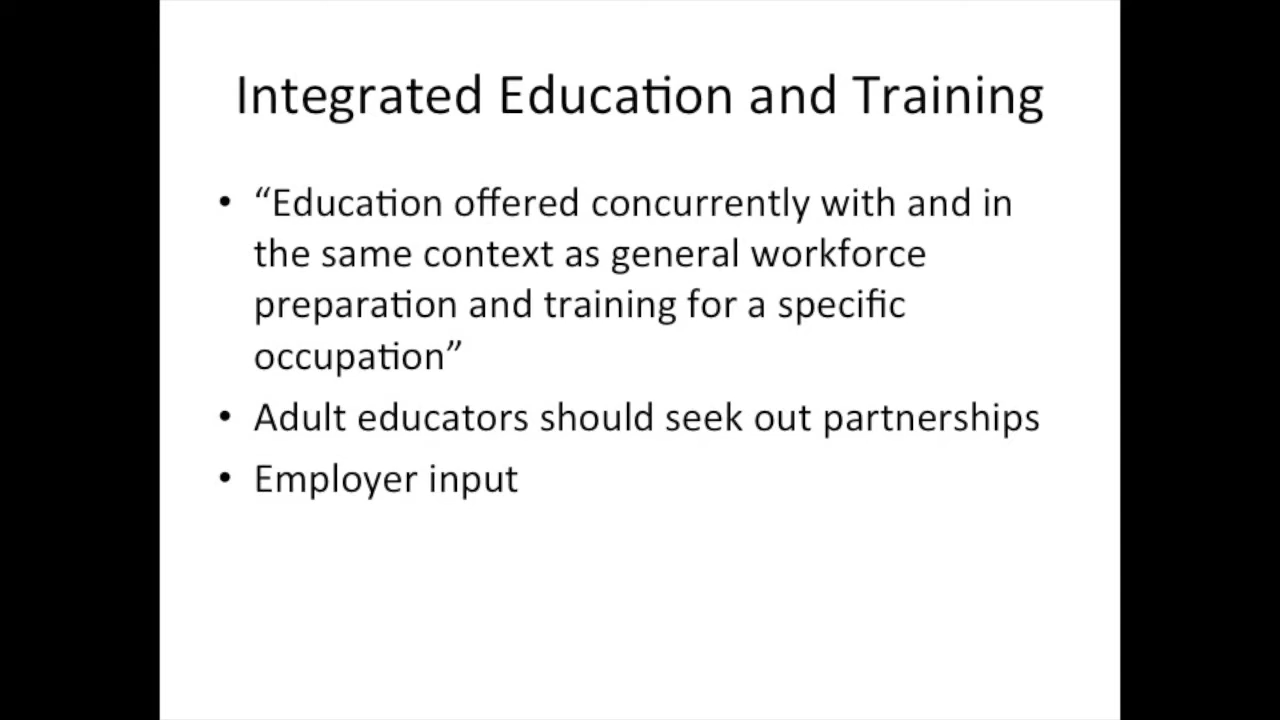 Integrated Education and Training
• “Education offered concurrently with and in
the same context as general workforce
preparation and training for a specific
occupation”
• Adult educators should seek out partnerships
• Employer input